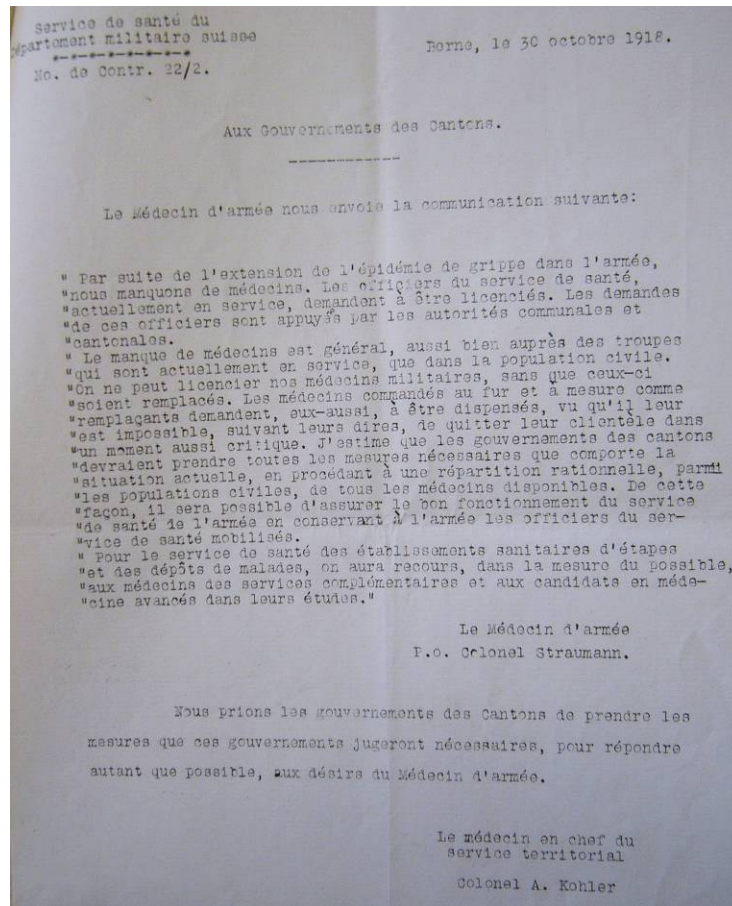 Service de santé du
Département militaire suisse
No. de Contr. 22/2.
Berne, le 30 octobre 1918.
Aux Gouvernements des Cantons.
Le Médecin d'armée nous envoie la communication suivante:
" Par suite de l'extension de l'épidémie de grippe dans l'armée,
"nous manquons de médecins. Les officiers du service de santé,
"actuellement en service, demandent à être licenciés. Les demandes
"de ces officiers sont appuyés par les autorités communales et
"cantonales.
" Le manque de médecins est général, aussi bien auprès des troupes
"qui sont actuellement en service, que dans la population civile.
"On ne peut licencier nos médecins militaires, sans que ceux-ci
"soient remplacés. Les médecins commandés au fur et à mesure comme
"remplaçants demandent, eux-aussi, à être dispensés, vu qu'il leur
"est impossible, suivant leurs dires, de quitter leur clientèle dans
"un moment aussi critique. J'estime que les gouvernements des cantons
"devraient prendre toutes les mesures nécessaires que comporte la
"situation actuelle, en procédant à une répartition rationnelle, parmi
"les populations civiles, de tous les médecins disponibles. De cette
"façon, il sera possible d'assurer le bon fonctionnement du service
"de santé de l'armée en conservant à l'armée les officiers du ser-
"vice de santé mobilisés.
" Pour le service de santé des établissements sanitaires d'étapes
"et des dépôts de malades, on aura recours, dans la mesure du possible,
"aux médecins des services complémentaires et aux candidats en méde-
"cine avancés dans leurs études."
Le Médecin d'armée
P.o. Colonel Straumann.
Nous prions les gouvernements des Cantons de prendre les
mesures que ces gouvernements jugeront nécessaires, pour répondre
autant que possible, aux désirs du Médecin d'armée.
Le médecin en chef du
service territorial
Colonel A. Kohler